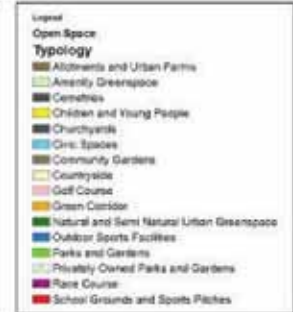 Legend
Open Space
Typology
Allotments and Urban Farms
Amenity Greenspace
Cemetries
Children and Young People
Churchyards
Civic Spaces
Community Gardens
Countryside
Golf Course
Green Corridor
Natural and Semi Natural Urban Greenspace
Outdoor Sports Facilities
Parks and Gardens
Privately Owned Parks and Gardens
Race Course
School Grounds and Sports Pitches